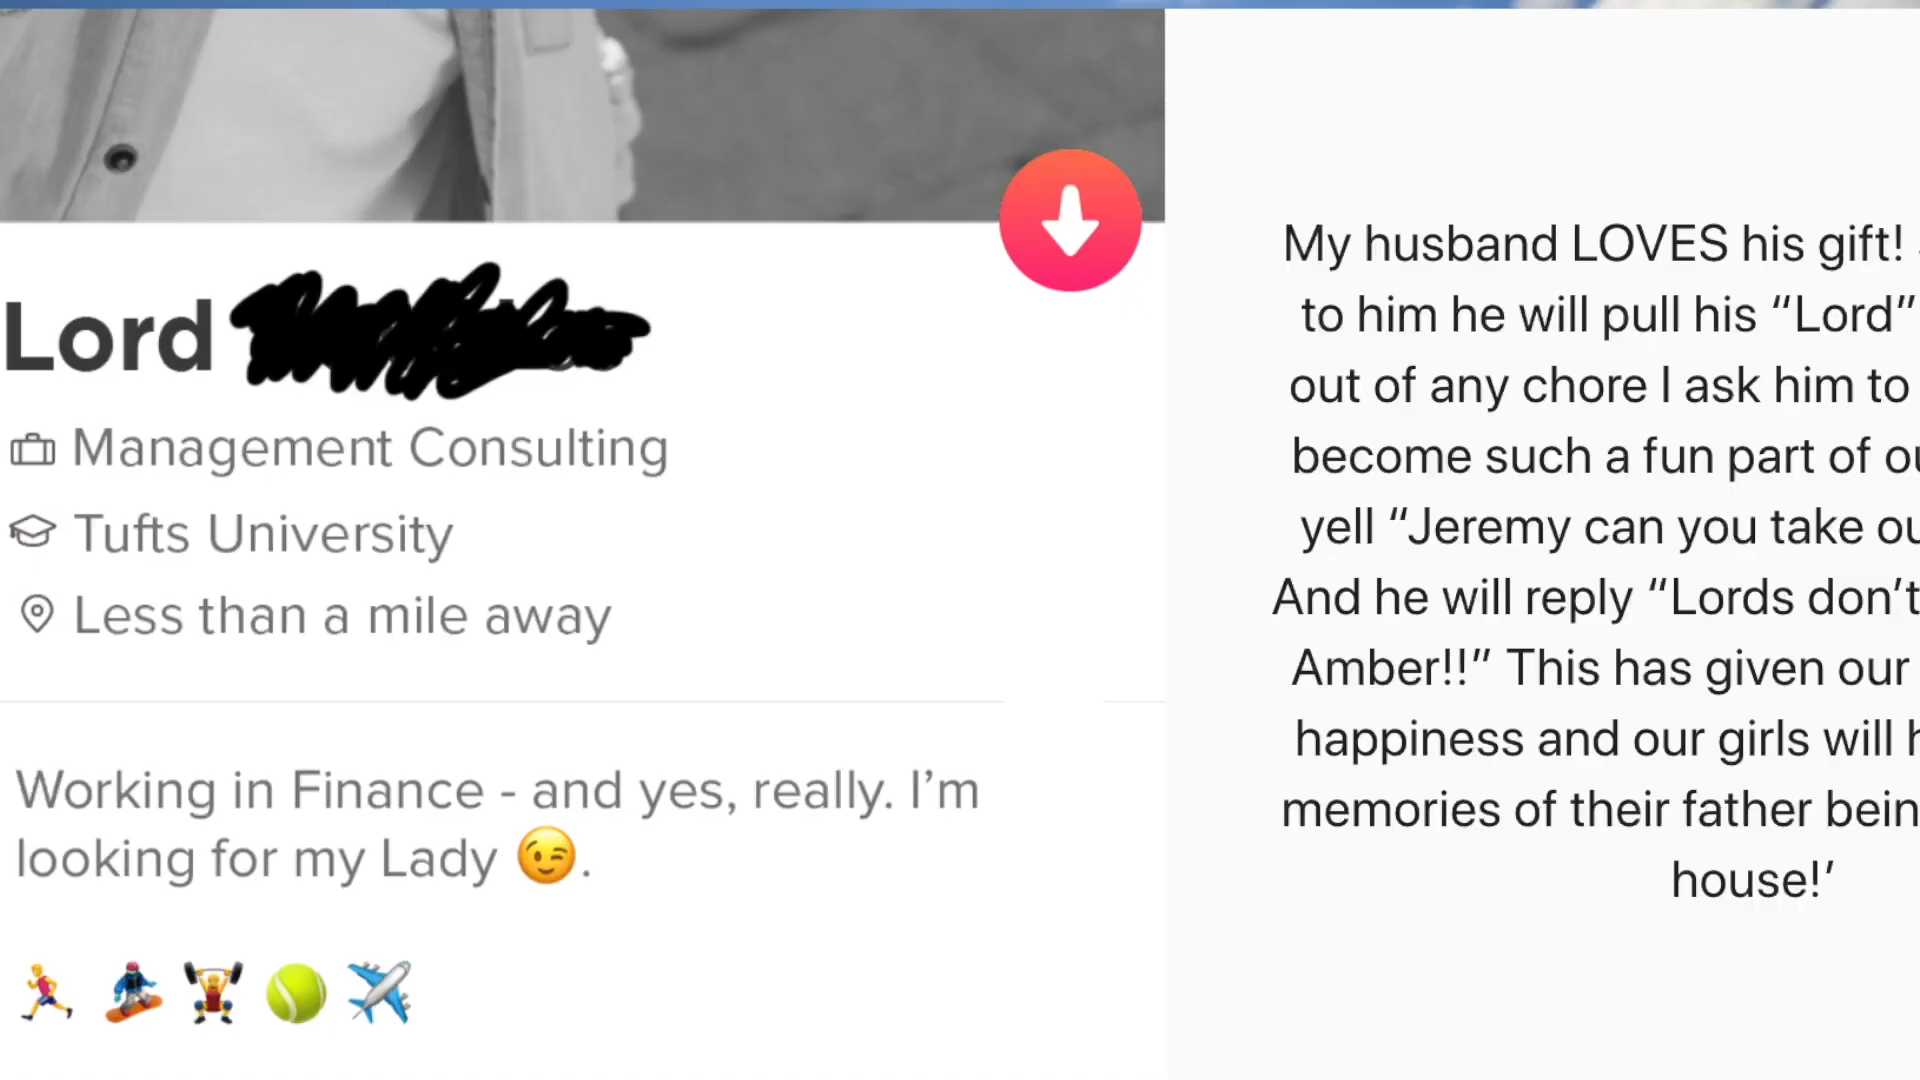 Lord
Management Consulting
Tufts University
Less than a mile away
Working in Finance - and yes, really. I’m
looking for my Lady 😉.
My husband LOVES his gift!
to him he will pull his “Lord”
out of any chore I ask him to
become such a fun part of
yell “Jeremy can you take
And he will reply “Lords don’t
Amber!!” This has given our
happiness and our girls will
memories of their father
house!’